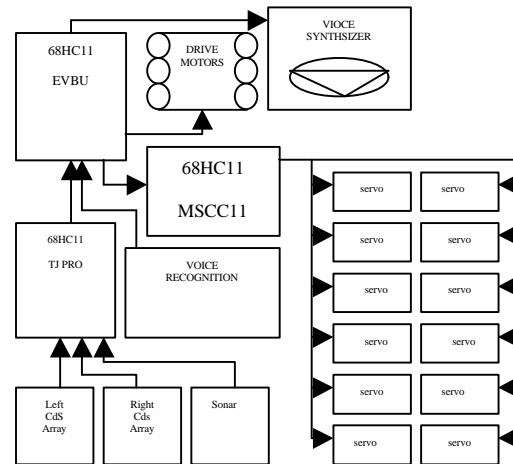 68HC11
EVBU
DRIVE
MOTORS
VIOCE
SYNTHSIZER
68HC11
MSCC11
68HC11
TJ PRO
VOICE
RECOGNITION
Left
CdS
Array
Right
Cds
Array
Sonar
servo
servo
servo
servo
servo
servo
servo
servo
servo
servo
servo
servo